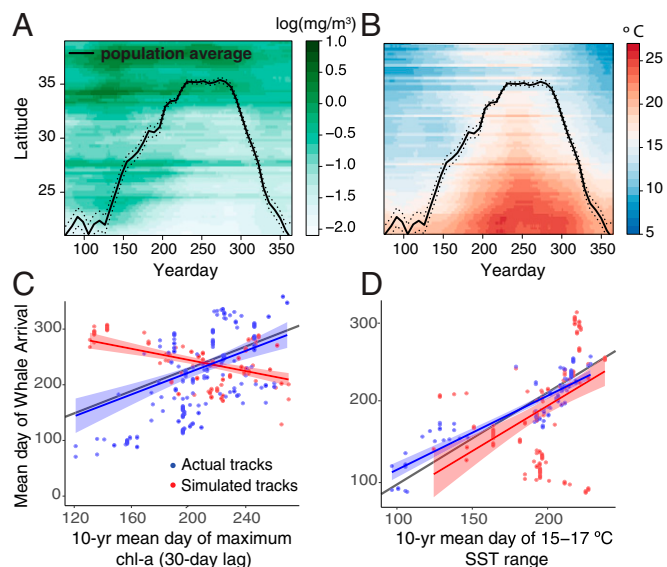 A
log(mg/m³)
B
° C
population average
1.0
0.5
0.0
−0.5
−1.0
−1.5
−2.0
25
20
15
10
5
Latitude
35
30
25
100 150 200 250 300 350
Yearday
100 150 200 250 300 350
Yearday
C
D
Mean day of Whale Arrival
300
200
100
0
Actual tracks
Simulated tracks
120 160 200 240
10-yr mean day of maximum
chl-a (30-day lag)
300
200
100
100 150 200
10-yr mean day of 15−17 ºC
SST range